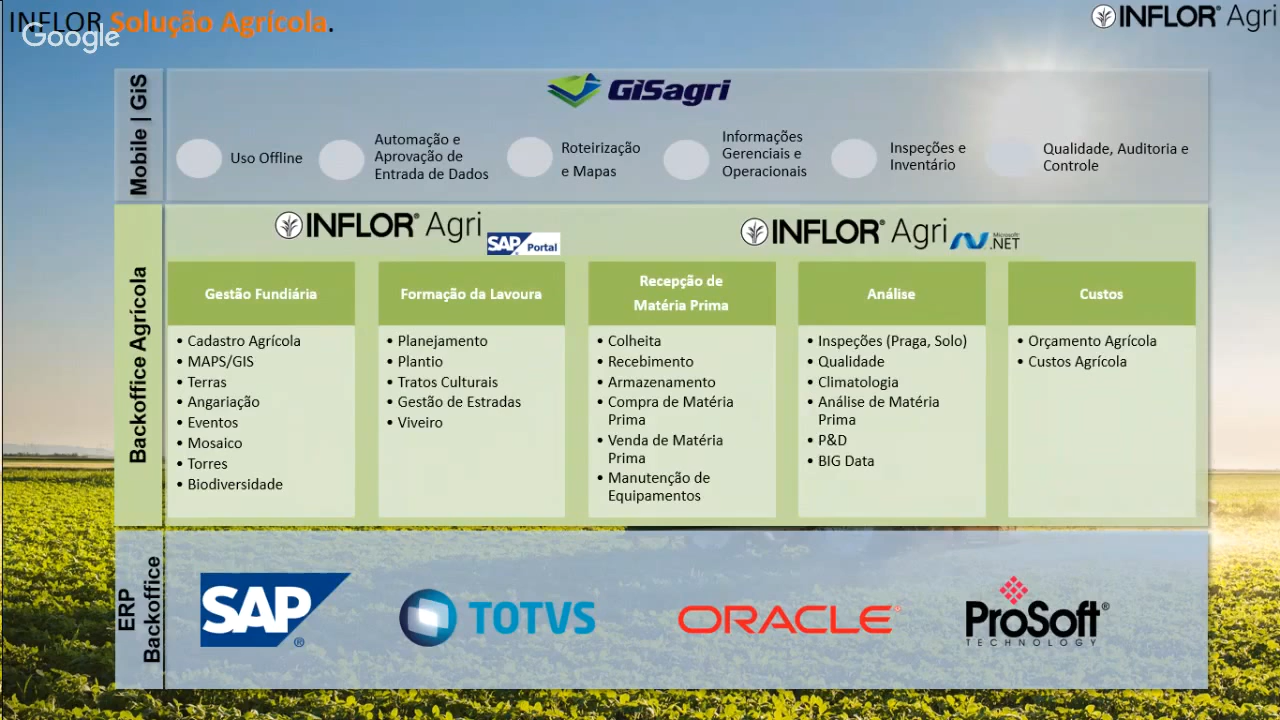 INFLOR Solução Agrícola.
Google
INFLOR® Agri
Mobile | GiS
GiSagri
Uso Offline
Automação e
Aprovação de
Entrada de Dados
Roteirização
e Mapas
Informações
Gerenciais e
Operacionais
Inspeções e
Inventário
Qualidade, Auditoria e
Controle
Backoffice Agrícola
INFLOR® Agri
SAP Portal
INFLOR® Agri
Microsoft
.NET
Gestão Fundiária
• Cadastro Agrícola
• MAPS/GIS
• Terras
• Angariação
• Eventos
• Mosaico
• Torres
• Biodiversidade
Formação da Lavoura
• Planejamento
• Plantio
• Tratos Culturais
• Gestão de Estradas
• Viveiro
Recepção de
Matéria Prima
• Colheita
• Recebimento
• Armazenamento
• Compra de Matéria
Prima
• Venda de Matéria
Prima
• Manutenção de
Equipamentos
Análise
• Inspeções (Praga, Solo)
• Qualidade
• Climatologia
• Análise de Matéria
Prima
• P&D
• BIG Data
Custos
• Orçamento Agrícola
• Custos Agrícola
ERP
Backoffice
SAP®
TOTVS
ORACLE®
ProSoft®
TECHNOLOGY